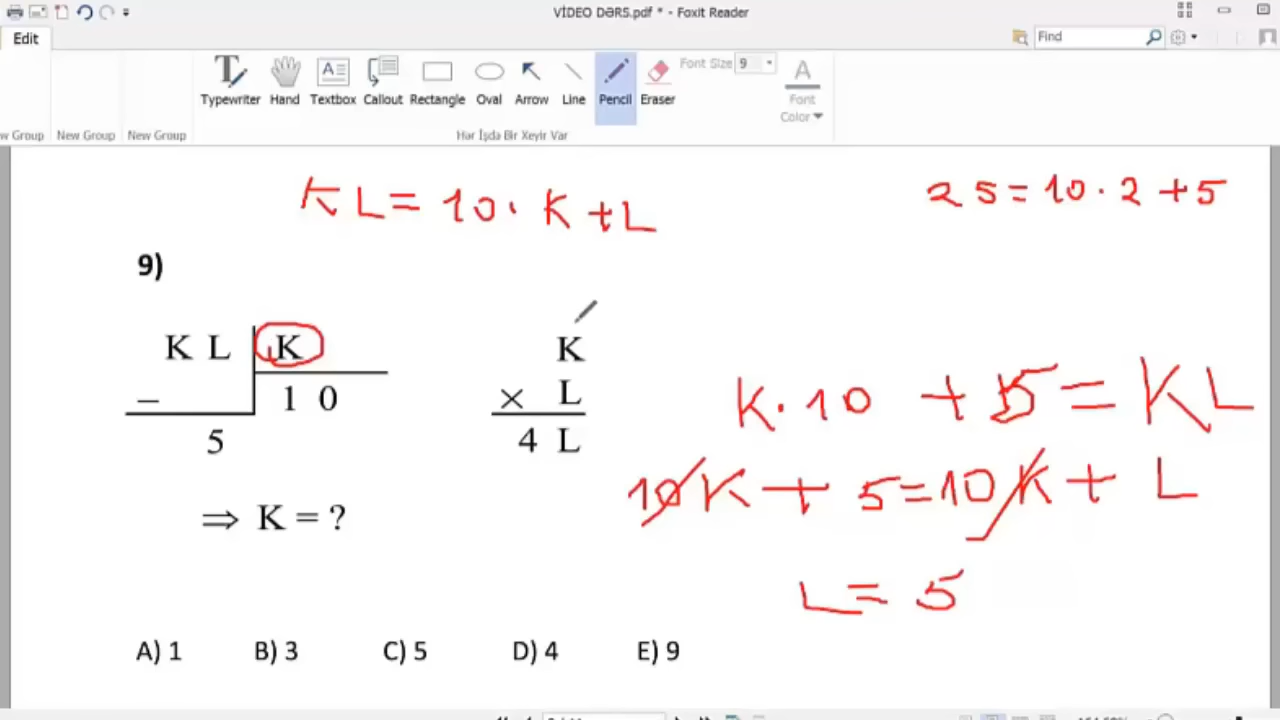 VİDEO DƏRS.pdf * - Foxit Reader
Edit
Find
Typewriter Hand Textbox Callout Rectangle Oval Arrow Line Pencil Eraser Font Size 9
Font
Color
w Group New Group New Group Hər İşdə Bir Xeyir Var
KL = 10 · K + L
25 = 10 · 2 + 5
9)
K L K
− 1 0
5
K
× L
4 L
K · 10 + 5 = KL
10K + 5 = 10K + L
L = 5
⇒ K = ?
A) 1 B) 3 C) 5 D) 4 E) 9